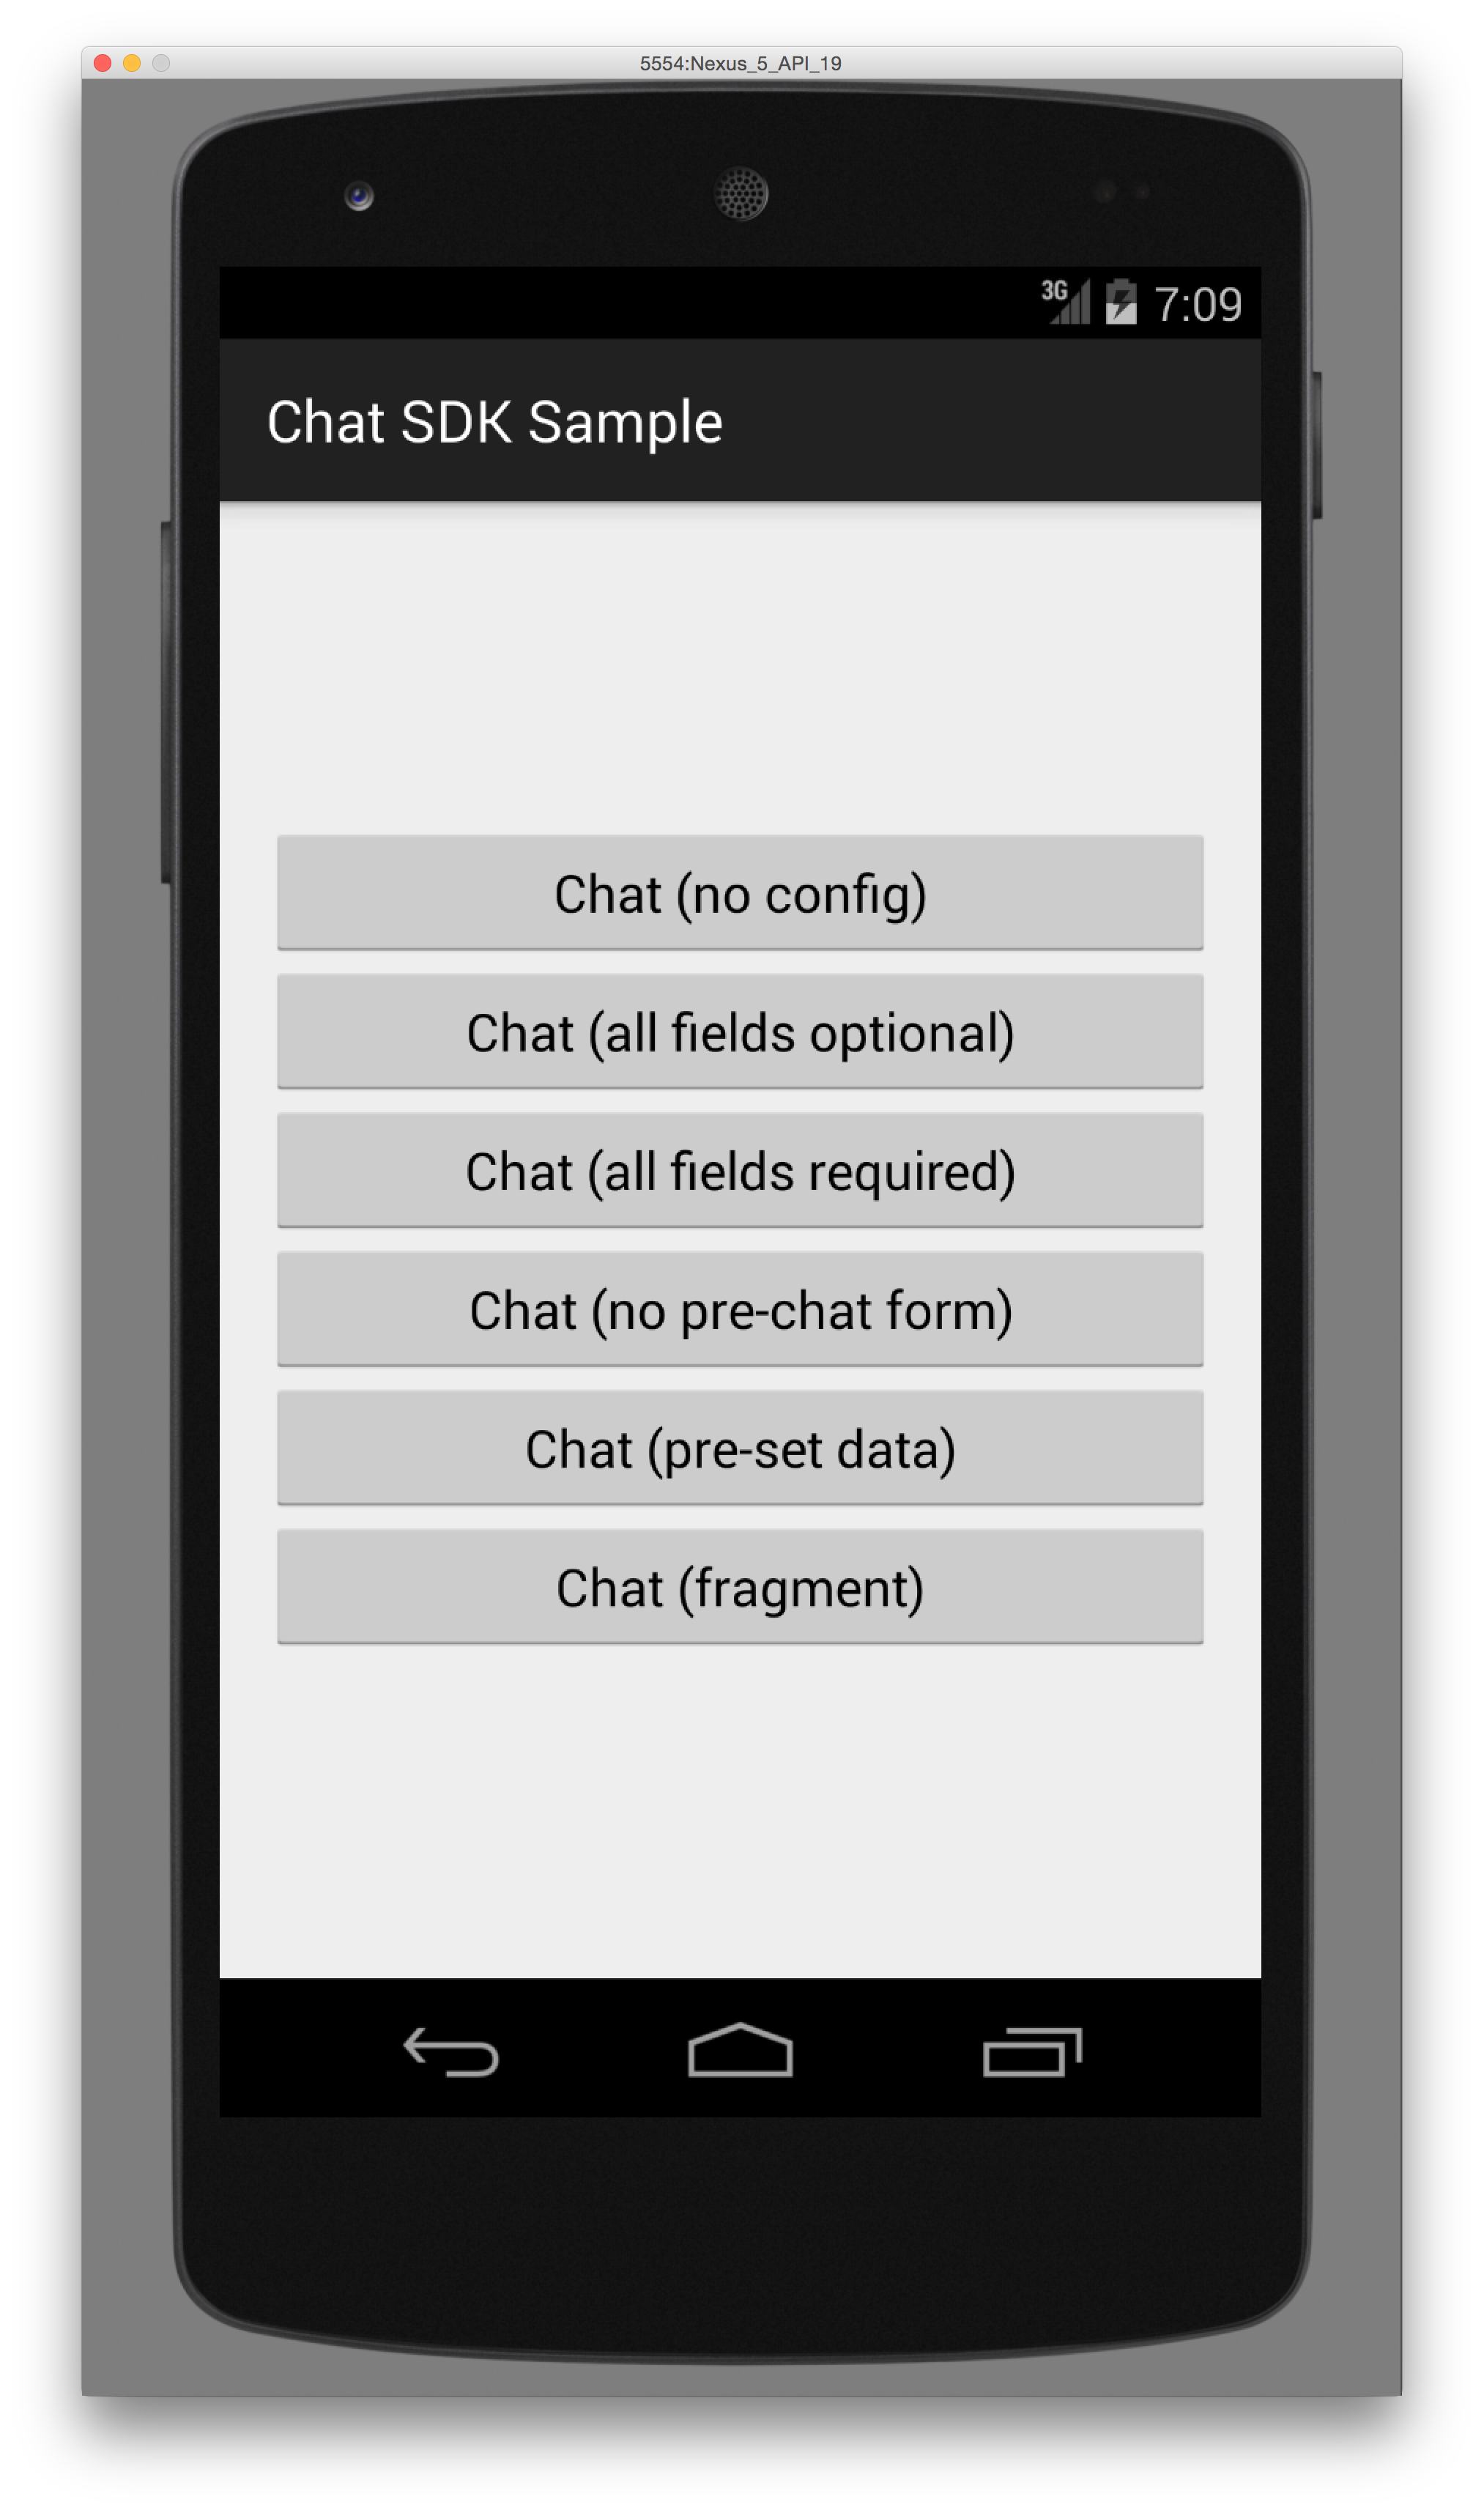 5554:Nexus_5_API_19
3G 7:09
Chat SDK Sample
Chat (no config)
Chat (all fields optional)
Chat (all fields required)
Chat (no pre-chat form)
Chat (pre-set data)
Chat (fragment)